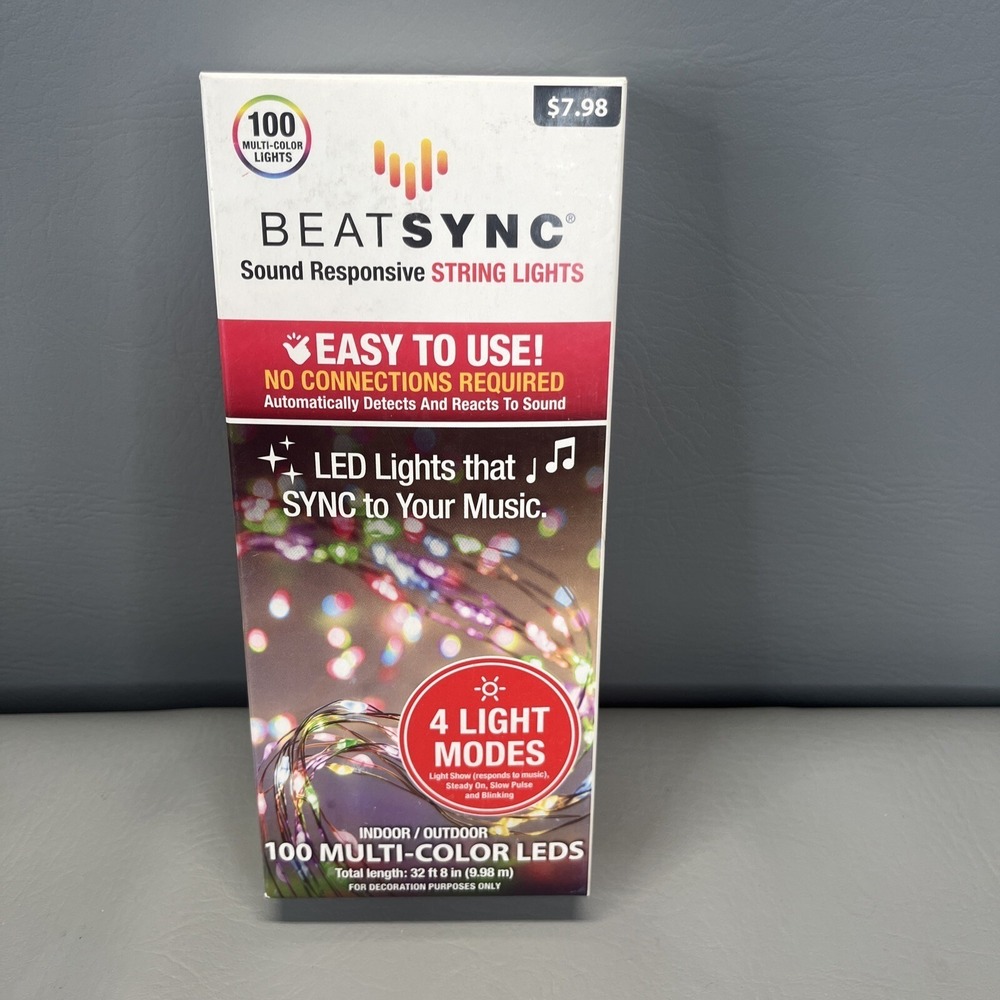 $7.98
100
MULTI-COLOR
LIGHTS
BEATSYNC®
Sound Responsive STRING LIGHTS
EASY TO USE!
NO CONNECTIONS REQUIRED
Automatically Detects And Reacts To Sound
LED Lights that
SYNC to Your Music.
4 LIGHT
MODES
Light Show (responds to music),
Steady On, Slow Pulse
and Blinking
INDOOR / OUTDOOR
100 MULTI-COLOR LEDS
Total length: 32 ft 8 in (9.98 m)
FOR DECORATION PURPOSES ONLY